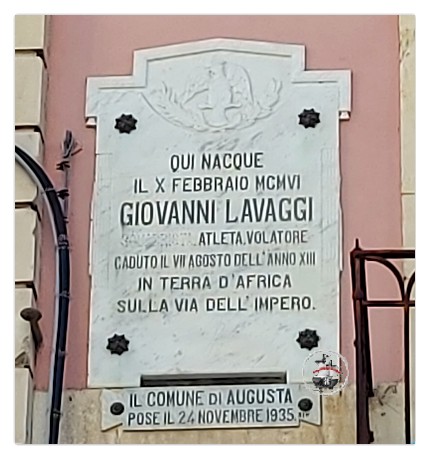 QUI NACQUE
IL X FEBBRAIO MCMVI
GIOVANNI LAVAGGI
ATLETA, VOLATORE
CADUTO IL VII AGOSTO DELL'ANNO XIII
IN TERRA D'AFRICA
SULLA VIA DELL'IMPERO.
IL COMUNE DI AUGUSTA
POSE IL 24 NOVEMBRE 1935